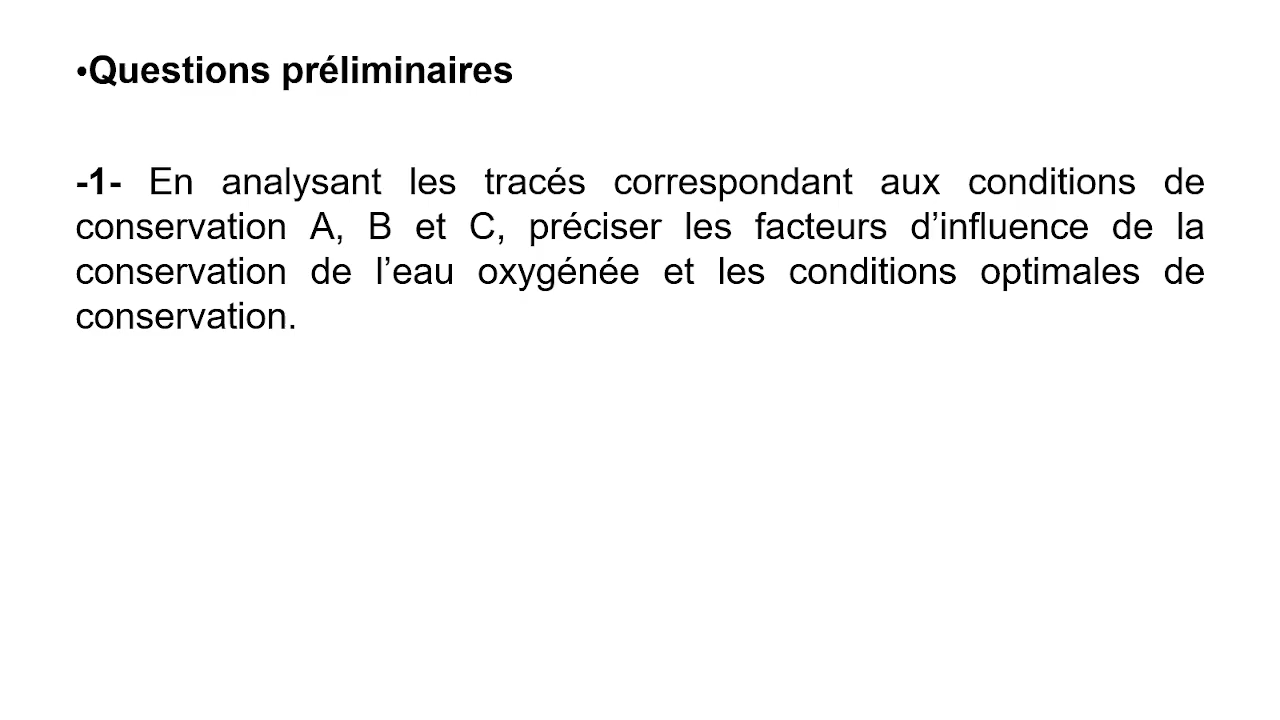 •Questions préliminaires
-1- En analysant les tracés correspondant aux conditions de
conservation A, B et C, préciser les facteurs d’influence de la
conservation de l’eau oxygénée et les conditions optimales de
conservation.